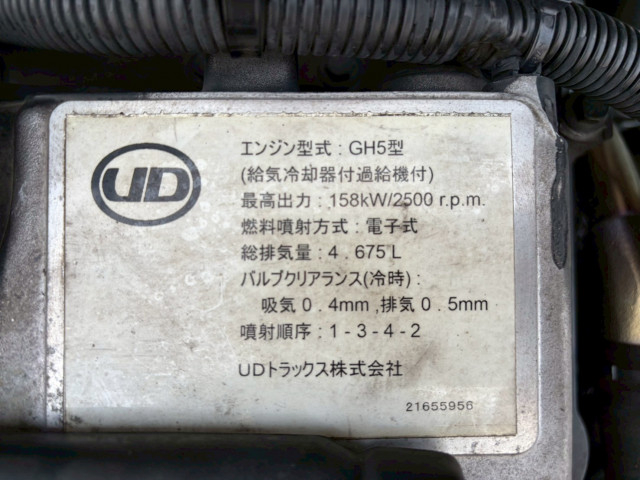 UD
エンジン型式 : GH5型
(給気冷却器付過給機付)
最高出力 : 158kW/2500 r.p.m.
燃料噴射方式 : 電子式
総排気量 : 4 . 675 L
バルブクリアランス(冷時) :
吸気 0 . 4mm ,排気 0 . 5mm
噴射順序 : 1 - 3 - 4 - 2
UDトラックス株式会社
21655956